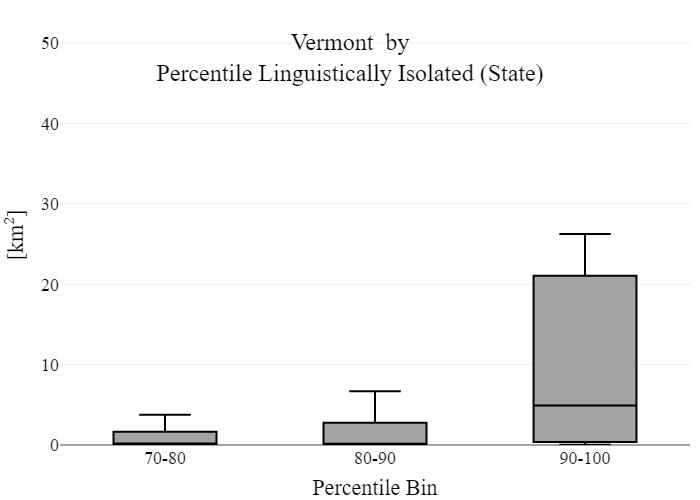 Vermont by
Percentile Linguistically Isolated (State)
50
40
30
20
10
0
[km²]
70-80
80-90
90-100
Percentile Bin